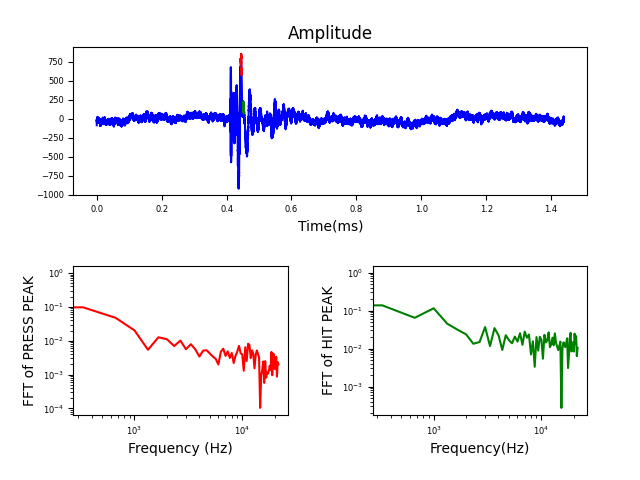 Amplitude
750
500
250
0
−250
−500
−750
−1000
0.0 0.2 0.4 0.6 0.8 1.0 1.2 1.4
Time(ms)
FFT of PRESS PEAK
10⁰
10⁻¹
10⁻²
10⁻³
10⁻⁴
10³ 10⁴
Frequency (Hz)
FFT of HIT PEAK
10⁰
10⁻¹
10⁻²
10⁻³
10³ 10⁴
Frequency(Hz)